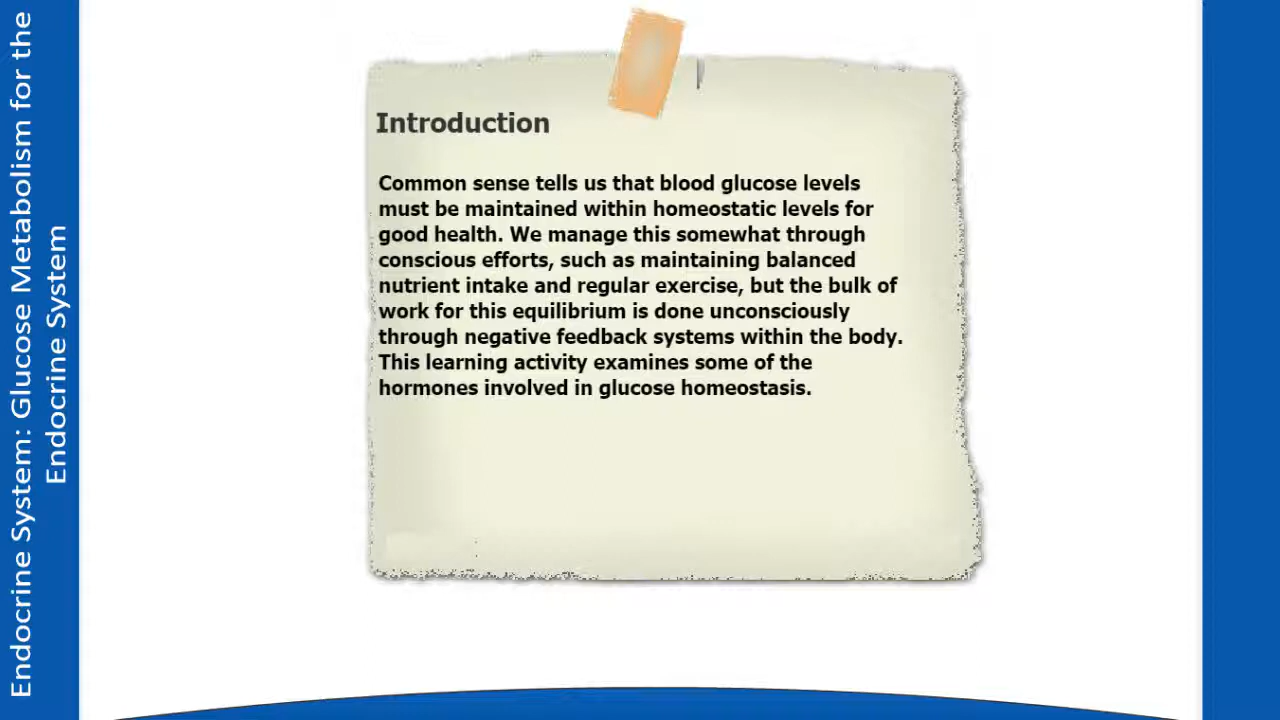 Endocrine System: Glucose Metabolism for the
Endocrine System
Introduction
Common sense tells us that blood glucose levels
must be maintained within homeostatic levels for
good health. We manage this somewhat through
conscious efforts, such as maintaining balanced
nutrient intake and regular exercise, but the bulk of
work for this equilibrium is done unconsciously
through negative feedback systems within the body.
This learning activity examines some of the
hormones involved in glucose homeostasis.